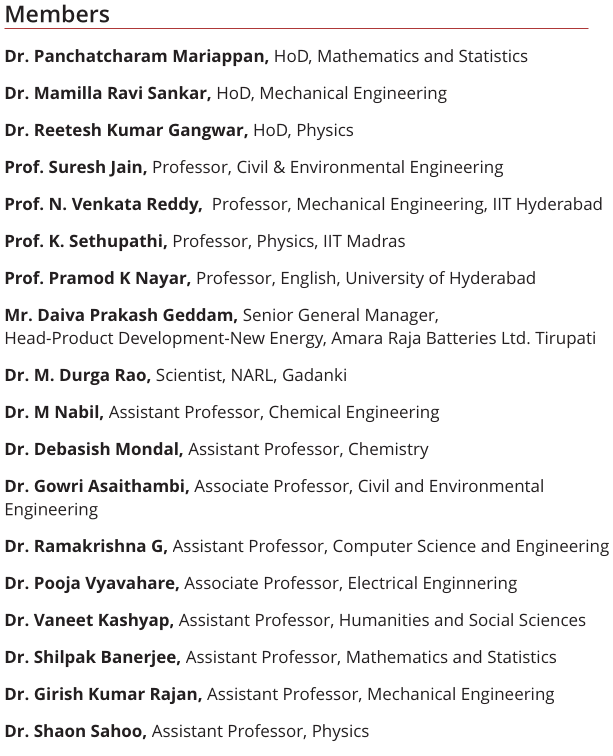 Members
Dr. Panchatcharam Mariappan, HoD, Mathematics and Statistics
Dr. Mamilla Ravi Sankar, HoD, Mechanical Engineering
Dr. Reetesh Kumar Gangwar, HoD, Physics
Prof. Suresh Jain, Professor, Civil & Environmental Engineering
Prof. N. Venkata Reddy, Professor, Mechanical Engineering, IIT Hyderabad
Prof. K. Sethupathi, Professor, Physics, IIT Madras
Prof. Pramod K Nayar, Professor, English, University of Hyderabad
Mr. Daiva Prakash Geddam, Senior General Manager,
Head-Product Development-New Energy, Amara Raja Batteries Ltd. Tirupati
Dr. M. Durga Rao, Scientist, NARL, Gadanki
Dr. M Nabil, Assistant Professor, Chemical Engineering
Dr. Debasish Mondal, Assistant Professor, Chemistry
Dr. Gowri Asaithambi, Associate Professor, Civil and Environmental
Engineering
Dr. Ramakrishna G, Assistant Professor, Computer Science and Engineering
Dr. Pooja Vyavahare, Associate Professor, Electrical Enginnering
Dr. Vaneet Kashyap, Assistant Professor, Humanities and Social Sciences
Dr. Shilpak Banerjee, Assistant Professor, Mathematics and Statistics
Dr. Girish Kumar Rajan, Assistant Professor, Mechanical Engineering
Dr. Shaon Sahoo, Assistant Professor, Physics